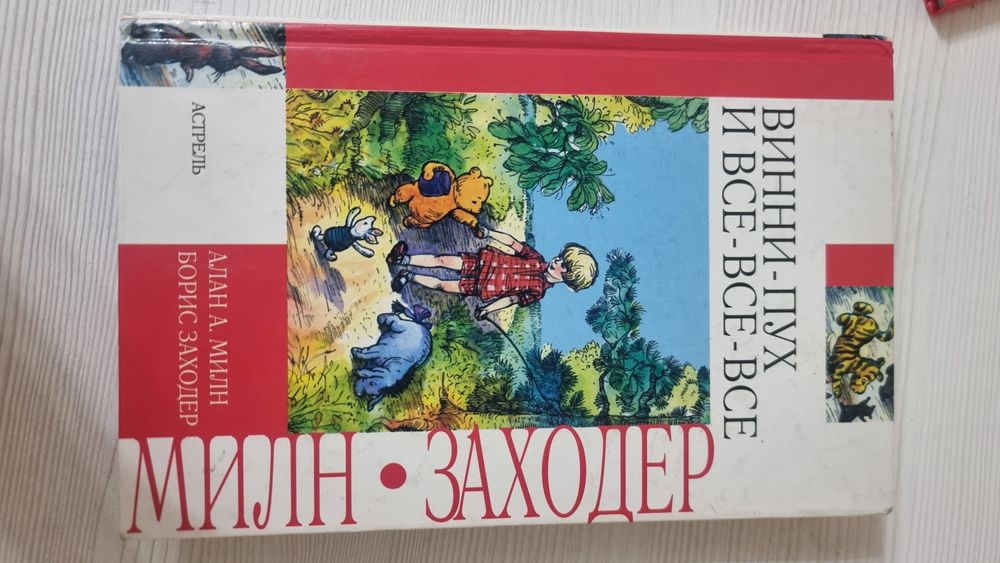 МИЛН • ЗАХОДЕР
ВИННИ-ПУХ
И ВСЕ-ВСЕ-ВСЕ
АЛАН А. МИЛН
БОРИС ЗАХОДЕР
АСТРЕЛЬ